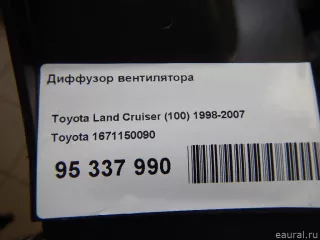 Диффузор вентилятора
Toyota Land Cruiser (100) 1998-2007
Toyota 1671150090
95 337 990
eaural.ru